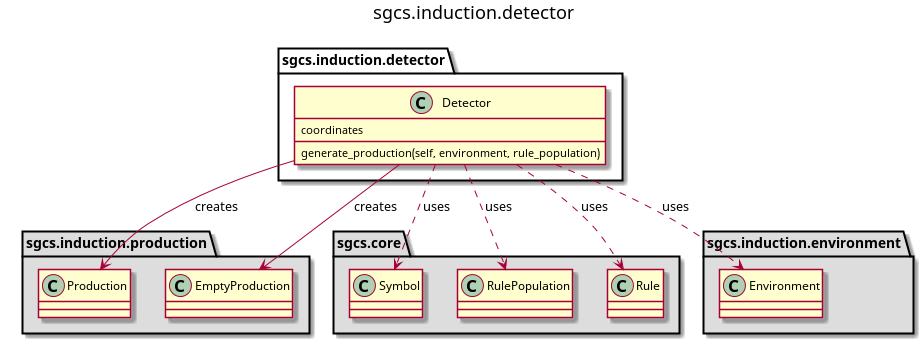 sgcs.induction.detector
sgcs.induction.detector
C Detector
coordinates
generate_production(self, environment, rule_population)
creates
creates
uses
uses
uses
uses
sgcs.induction.production
sgcs.core
sgcs.induction.environment
C Production
C EmptyProduction
C Symbol
C RulePopulation
C Rule
C Environment